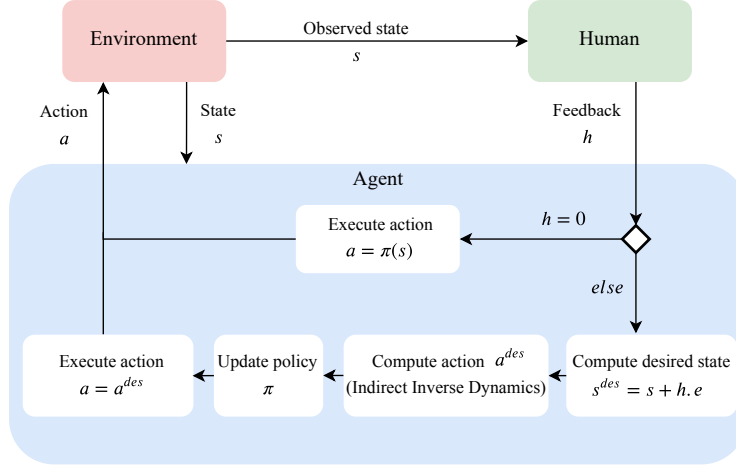 Environment
Observed state
s
Human
Action
a
State
s
Feedback
h
Agent
Execute action
a = π(s)
h = 0
else
Execute action
a = a^des
Update policy
π
Compute action a^des
(Indirect Inverse Dynamics)
Compute desired state
s^des = s + h. e